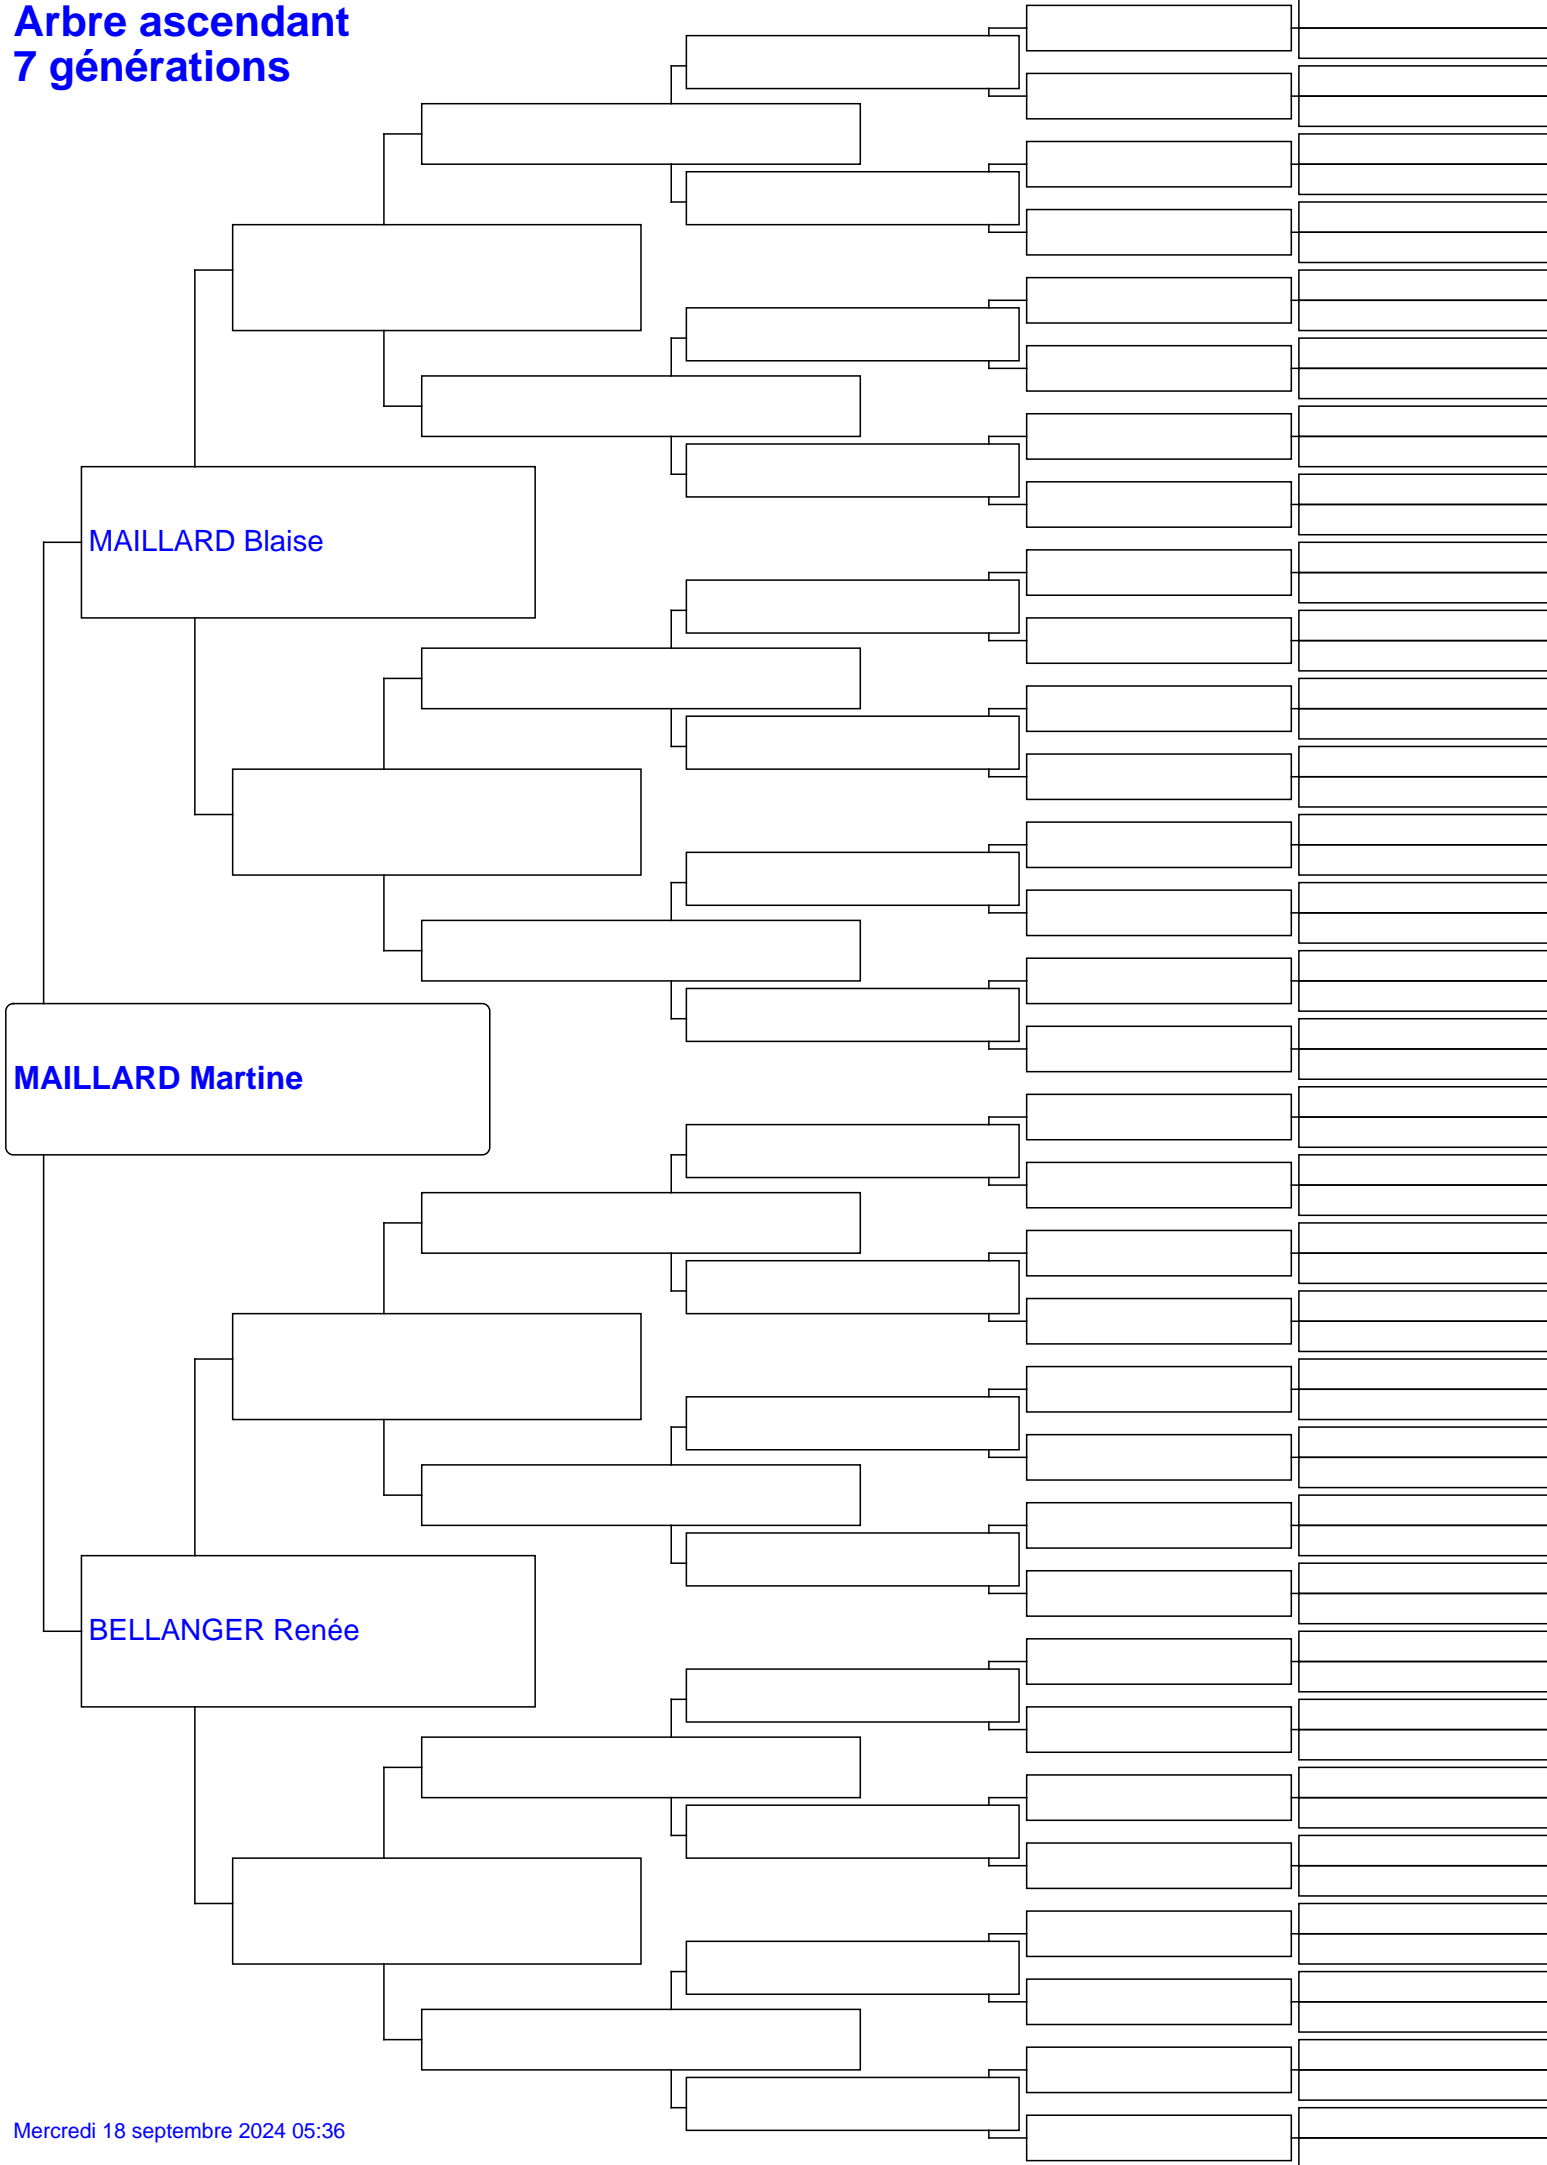 Arbre ascendant
7 générations
MAILLARD Blaise
MAILLARD Martine
BELLANGER Renée
Mercredi 18 septembre 2024 05:36